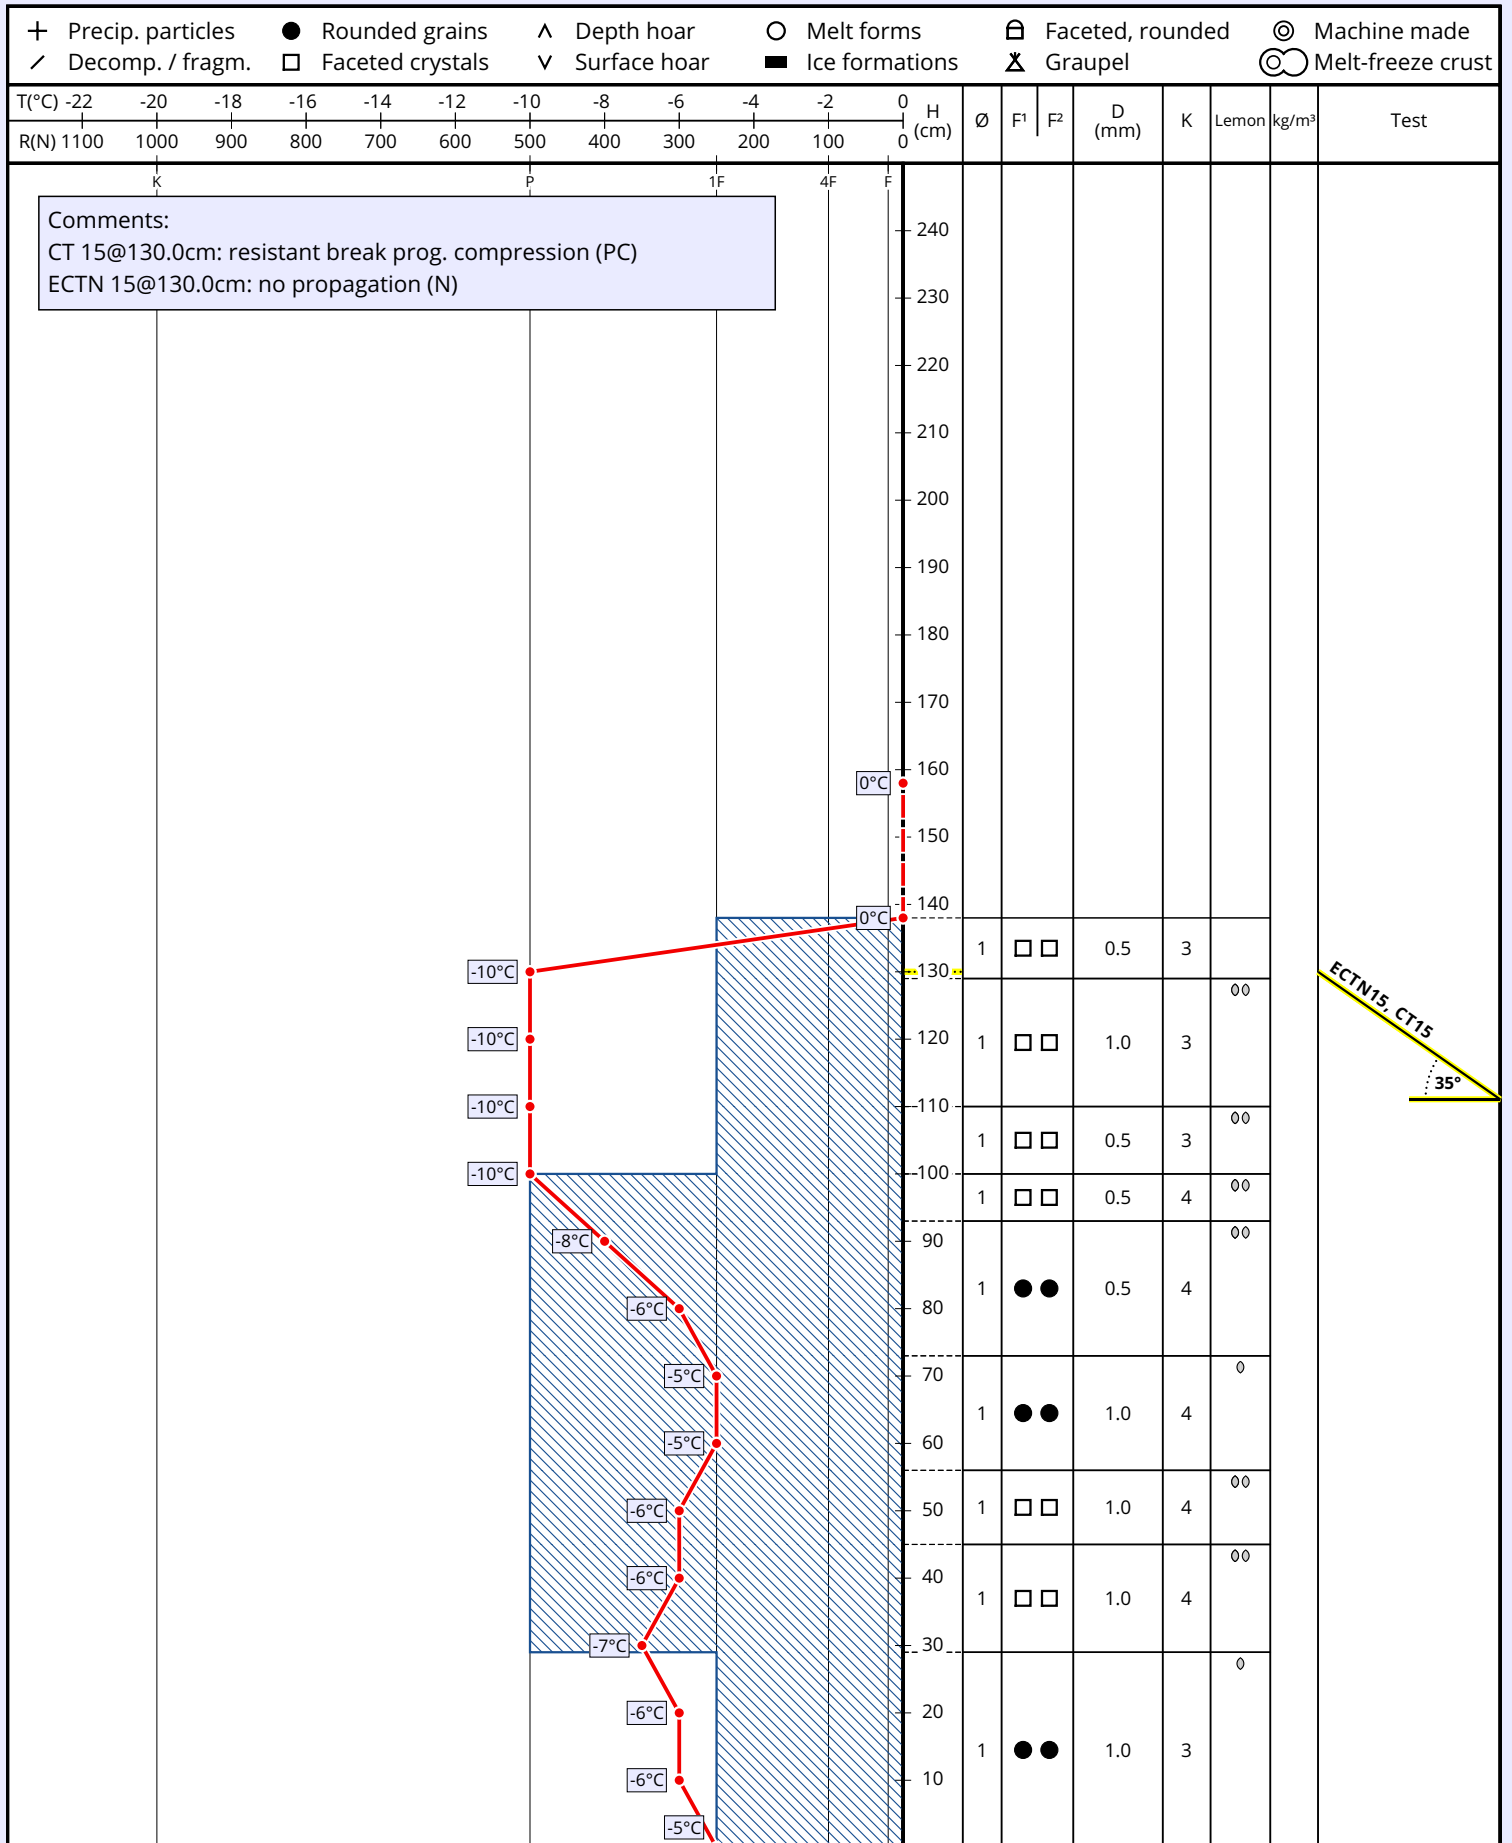 Precip. particles Rounded grains Depth hoar Melt forms Faceted, rounded Machine made
Decomp. / fragm. Faceted crystals Surface hoar Ice formations Graupel Melt-freeze crust
T(°C) -22 -20 -18 -16 -14 -12 -10 -8 -6 -4 -2 0
R(N) 1100 1000 900 800 700 600 500 400 300 200 100 0
H (cm) Ø F¹ F² D (mm) K Lemon kg/m³ Test
K P 1F 4F F
Comments:
CT 15@130.0cm: resistant break prog. compression (PC)
ECTN 15@130.0cm: no propagation (N)
240
230
220
210
200
190
180
170
160
0°C
150
140
0°C
1 0.5 3
-10°C 130
ECTN15, CT15
-10°C 120 1 1.0 3
35°
-10°C 110
1 0.5 3
-10°C 100
1 0.5 4
-8°C 90
1 0.5 4
-6°C 80
-5°C 70
1 1.0 4
-5°C 60
-6°C 50 1 1.0 4
-6°C 40
1 1.0 4
-7°C 30
-6°C 20
1 1.0 3
-6°C 10
-5°C